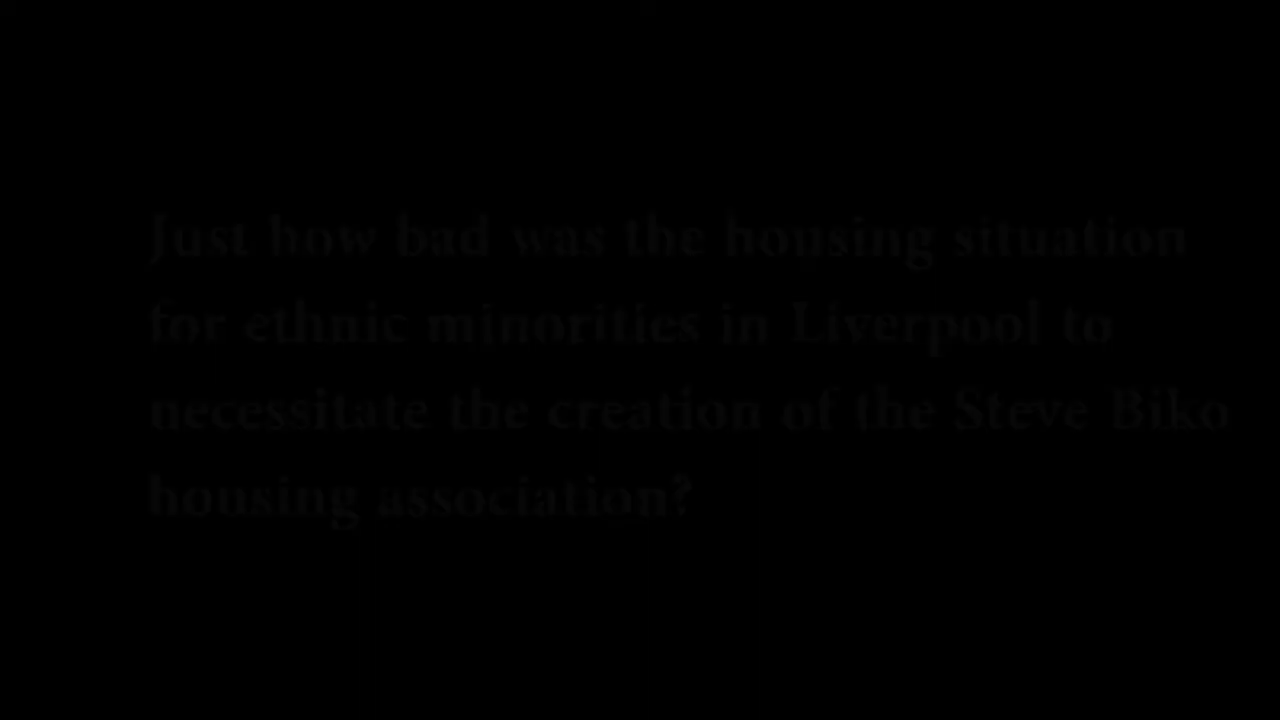 Just how bad was the housing situation
for ethnic minorities in Liverpool to
necessitate the creation of the Steve Biko
housing association?